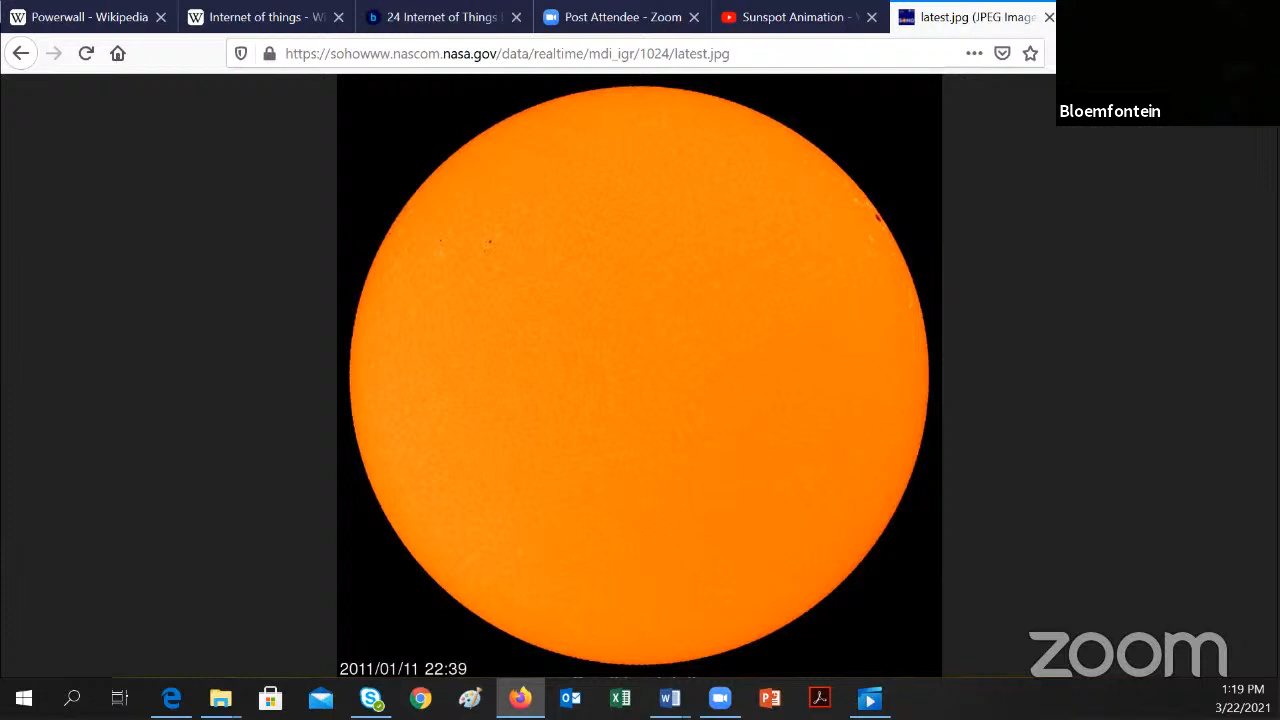 Powerwall - Wikipedia
Internet of things - Wi
24 Internet of Things
Post Attendee - Zoom
Sunspot Animation -
latest.jpg (JPEG Image
https://sohowww.nascom.nasa.gov/data/realtime/mdi_igr/1024/latest.jpg
Bloemfontein
2011/01/11 22:39
zoom
1:19 PM
3/22/2021